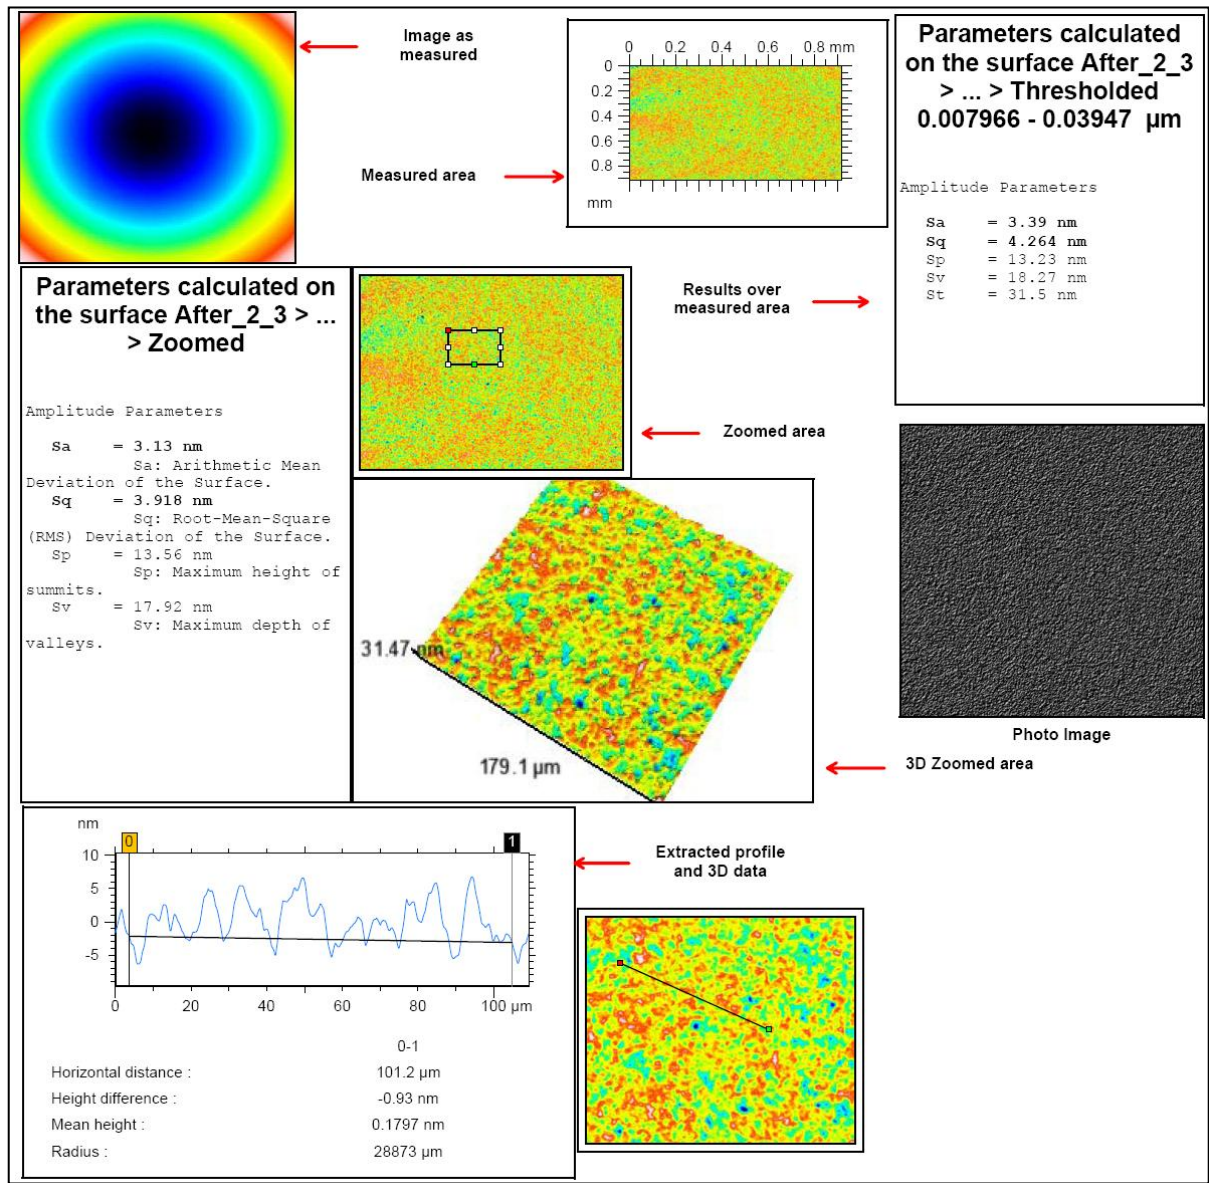 Image as
measured
0 0.2 0.4 0.6 0.8 mm
0
0.2
0.4
0.6
0.8
mm
Measured area
Parameters calculated
on the surface After_2_3
> ... > Thresholded
0.007966 - 0.03947 µm
Amplitude Parameters
Sa = 3.39 nm
Sq = 4.264 nm
Sp = 13.23 nm
Sv = 18.27 nm
St = 31.5 nm
Results over
measured area
Parameters calculated on
the surface After_2_3 > ...
> Zoomed
Amplitude Parameters
Sa = 3.13 nm
Sa: Arithmetic Mean
Deviation of the Surface.
Sq = 3.918 nm
Sq: Root-Mean-Square
(RMS) Deviation of the Surface.
Sp = 13.56 nm
Sp: Maximum height of
summits.
Sv = 17.92 nm
Sv: Maximum depth of
valleys.
Zoomed area
31.47 nm
179.1 µm
Photo Image
3D Zoomed area
nm
0 1
10
5
0
-5
0 20 40 60 80 100 µm
Extracted profile
and 3D data
0-1
Horizontal distance : 101.2 µm
Height difference : -0.93 nm
Mean height : 0.1797 nm
Radius : 28873 µm